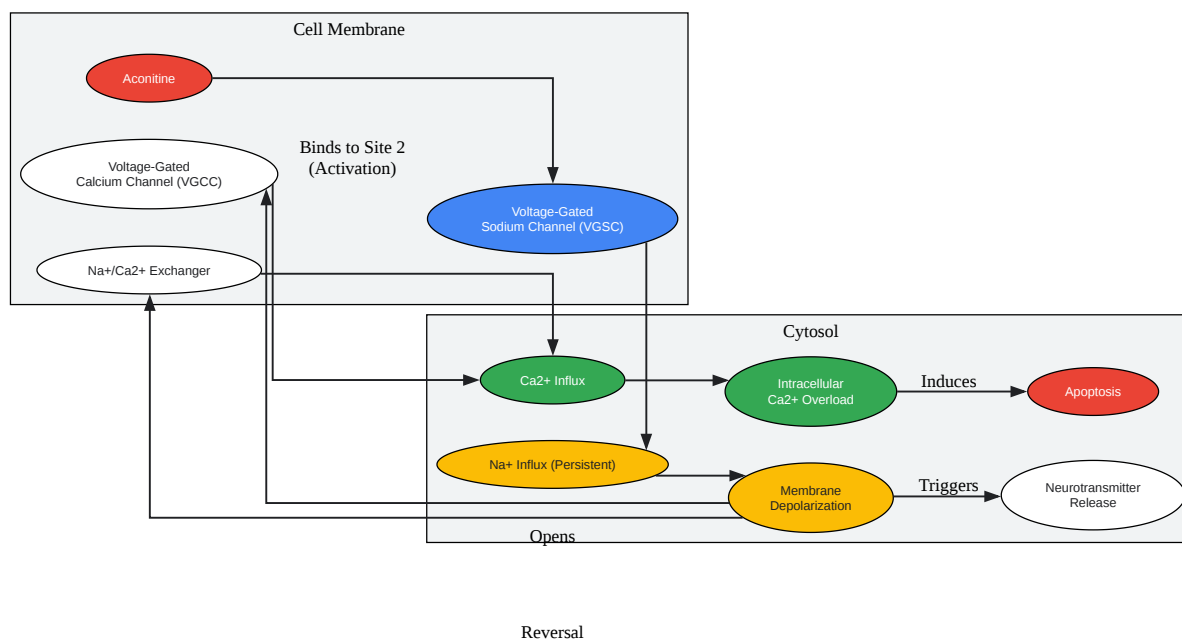 Cell Membrane
Aconitine
Binds to Site 2
(Activation)
Voltage-Gated
Calcium Channel (VGCC)
Voltage-Gated
Sodium Channel (VGSC)
Na+/Ca2+ Exchanger
Cytosol
Ca2+ Influx
Intracellular
Ca2+ Overload
Induces
Apoptosis
Na+ Influx (Persistent)
Membrane
Depolarization
Triggers
Neurotransmitter
Release
Opens
Reversal